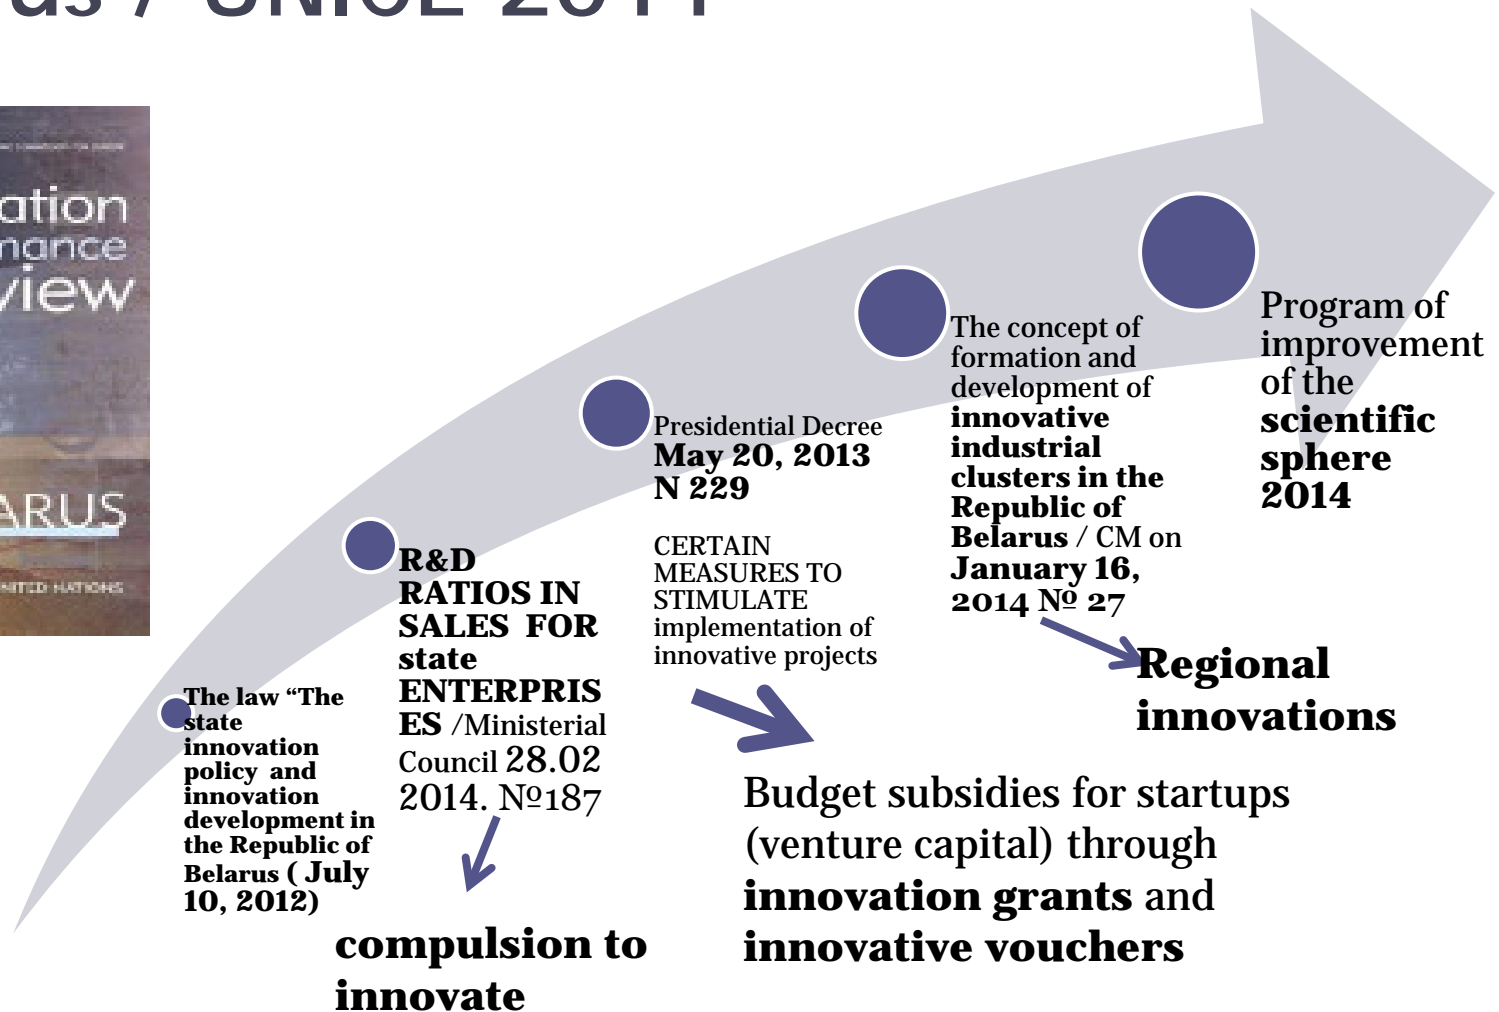 / UNICE 2011
view
ARUS
UNITED NATIONS
The law “The
state
innovation
policy and
innovation
development in
the Republic of
Belarus ( July
10, 2012)
R&D
RATIOS IN
SALES FOR
state
ENTERPRIS
ES /Ministerial
Council 28.02
2014. №187
compulsion to
innovate
Presidential Decree
May 20, 2013
N 229
CERTAIN
MEASURES TO
STIMULATE
implementation of
innovative projects
Budget subsidies for startups
(venture capital) through
innovation grants and
innovative vouchers
The concept of
formation and
development of
innovative
industrial
clusters in the
Republic of
Belarus / CM on
January 16,
2014 № 27
Regional
innovations
Program of
improvement
of the
scientific
sphere
2014